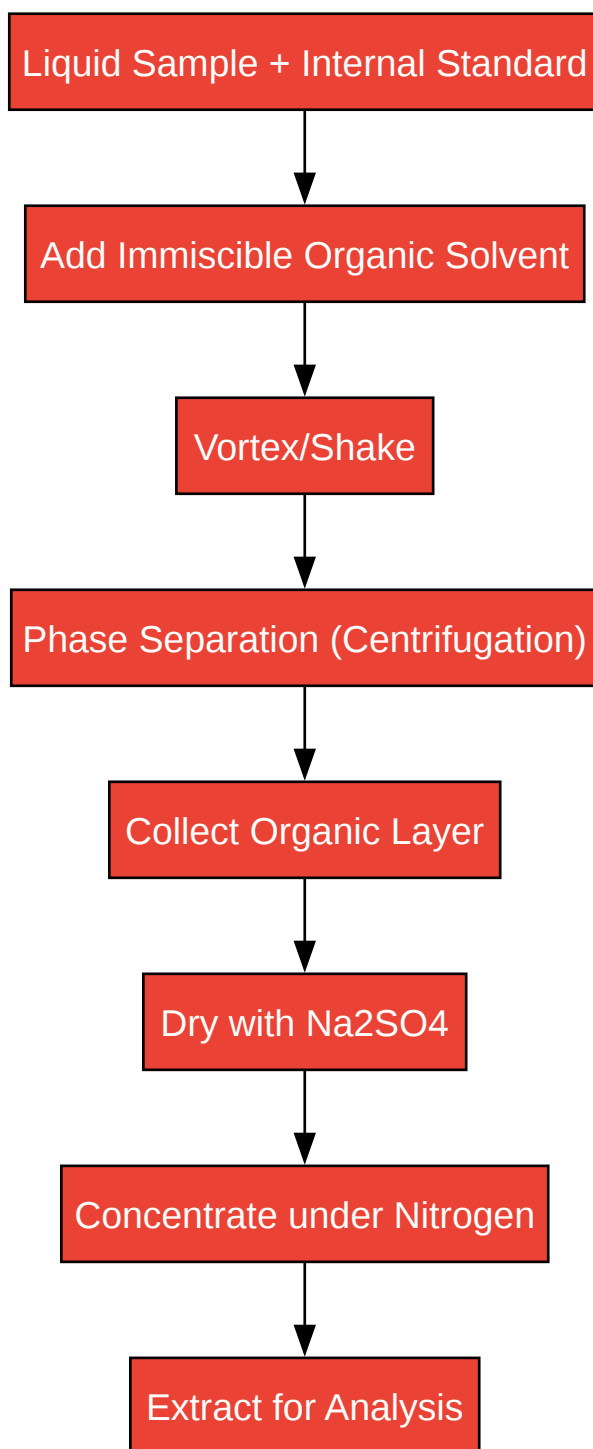 Liquid Sample + Internal Standard
Add Immiscible Organic Solvent
Vortex/Shake
Phase Separation (Centrifugation)
Collect Organic Layer
Dry with Na2SO4
Concentrate under Nitrogen
Extract for Analysis